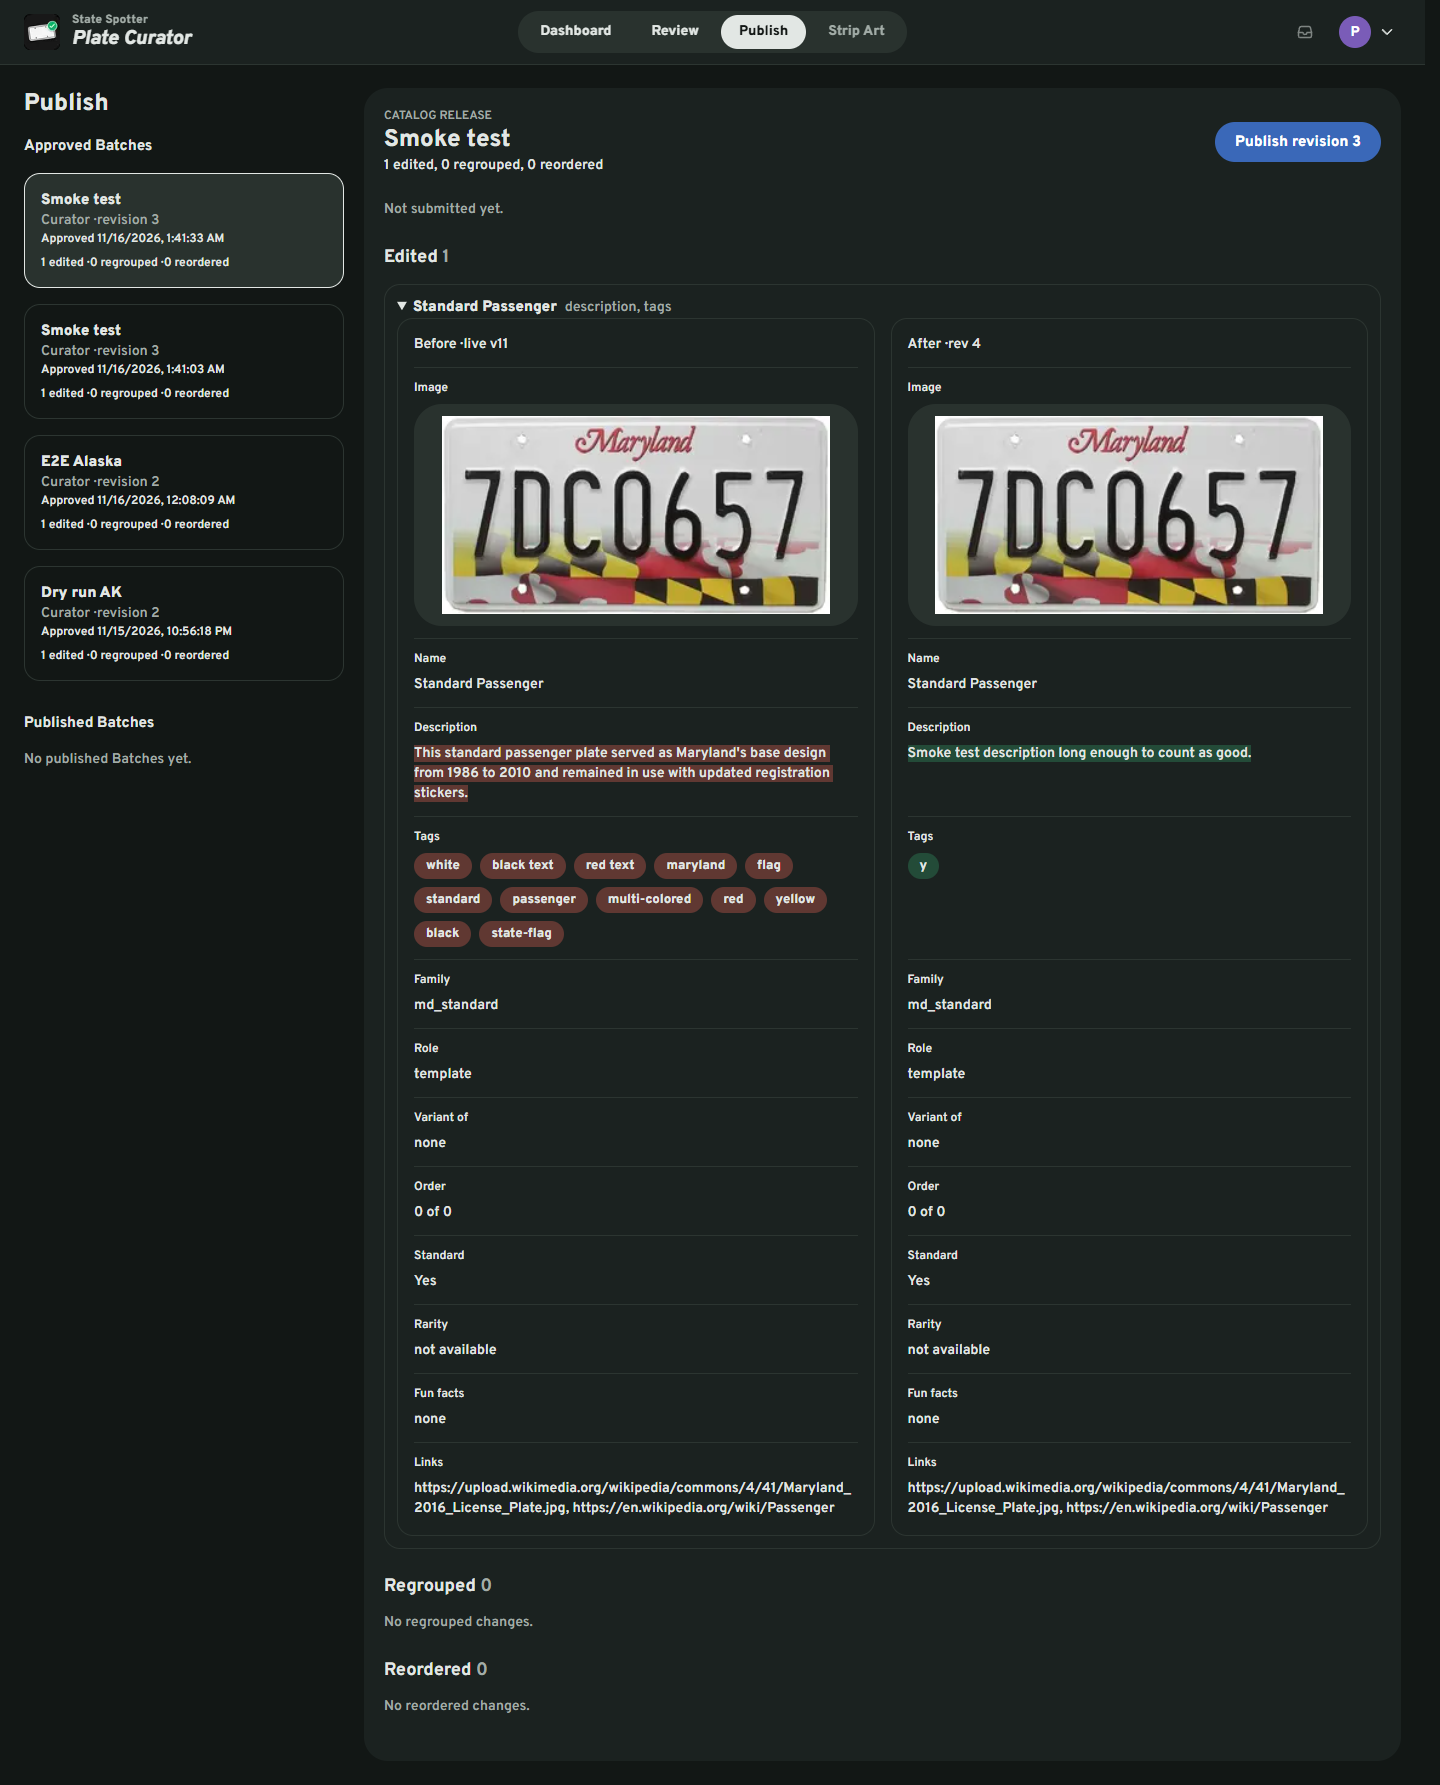 State Spotter
Plate Curator
Dashboard
Review
Publish
Strip Art
P
Publish
Approved Batches
Smoke test
Curator ·revision 3
Approved 11/16/2026, 1:41:33 AM
1 edited ·0 regrouped ·0 reordered
Smoke test
Curator ·revision 3
Approved 11/16/2026, 1:41:03 AM
1 edited ·0 regrouped ·0 reordered
E2E Alaska
Curator ·revision 2
Approved 11/16/2026, 12:08:09 AM
1 edited ·0 regrouped ·0 reordered
Dry run AK
Curator ·revision 2
Approved 11/15/2026, 10:56:18 PM
1 edited ·0 regrouped ·0 reordered
Published Batches
No published Batches yet.
CATALOG RELEASE
Smoke test
1 edited, 0 regrouped, 0 reordered
Publish revision 3
Not submitted yet.
Edited 1
Standard Passenger description, tags
Before ·live v11
Image
Maryland
7DC0657
Name
Standard Passenger
Description
This standard passenger plate served as Maryland's base design
from 1986 to 2010 and remained in use with updated registration
stickers.
Tags
white
black text
red text
maryland
flag
standard
passenger
multi-colored
red
yellow
black
state-flag
Family
md_standard
Role
template
Variant of
none
Order
0 of 0
Standard
Yes
Rarity
not available
Fun facts
none
Links
https://upload.wikimedia.org/wikipedia/commons/4/41/Maryland_
2016_License_Plate.jpg, https://en.wikipedia.org/wiki/Passenger
After ·rev 4
Image
Maryland
7DC0657
Name
Standard Passenger
Description
Smoke test description long enough to count as good.
Tags
y
Family
md_standard
Role
template
Variant of
none
Order
0 of 0
Standard
Yes
Rarity
not available
Fun facts
none
Links
https://upload.wikimedia.org/wikipedia/commons/4/41/Maryland_
2016_License_Plate.jpg, https://en.wikipedia.org/wiki/Passenger
Regrouped 0
No regrouped changes.
Reordered 0
No reordered changes.